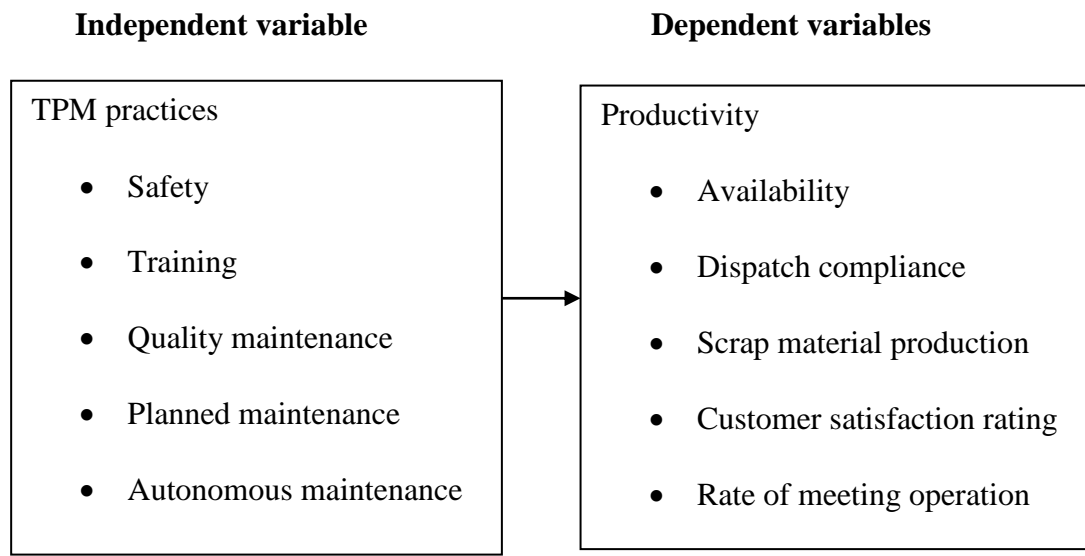 Independent variable
Dependent variables
TPM practices
• Safety
• Training
• Quality maintenance
• Planned maintenance
• Autonomous maintenance
Productivity
• Availability
• Dispatch compliance
• Scrap material production
• Customer satisfaction rating
• Rate of meeting operation